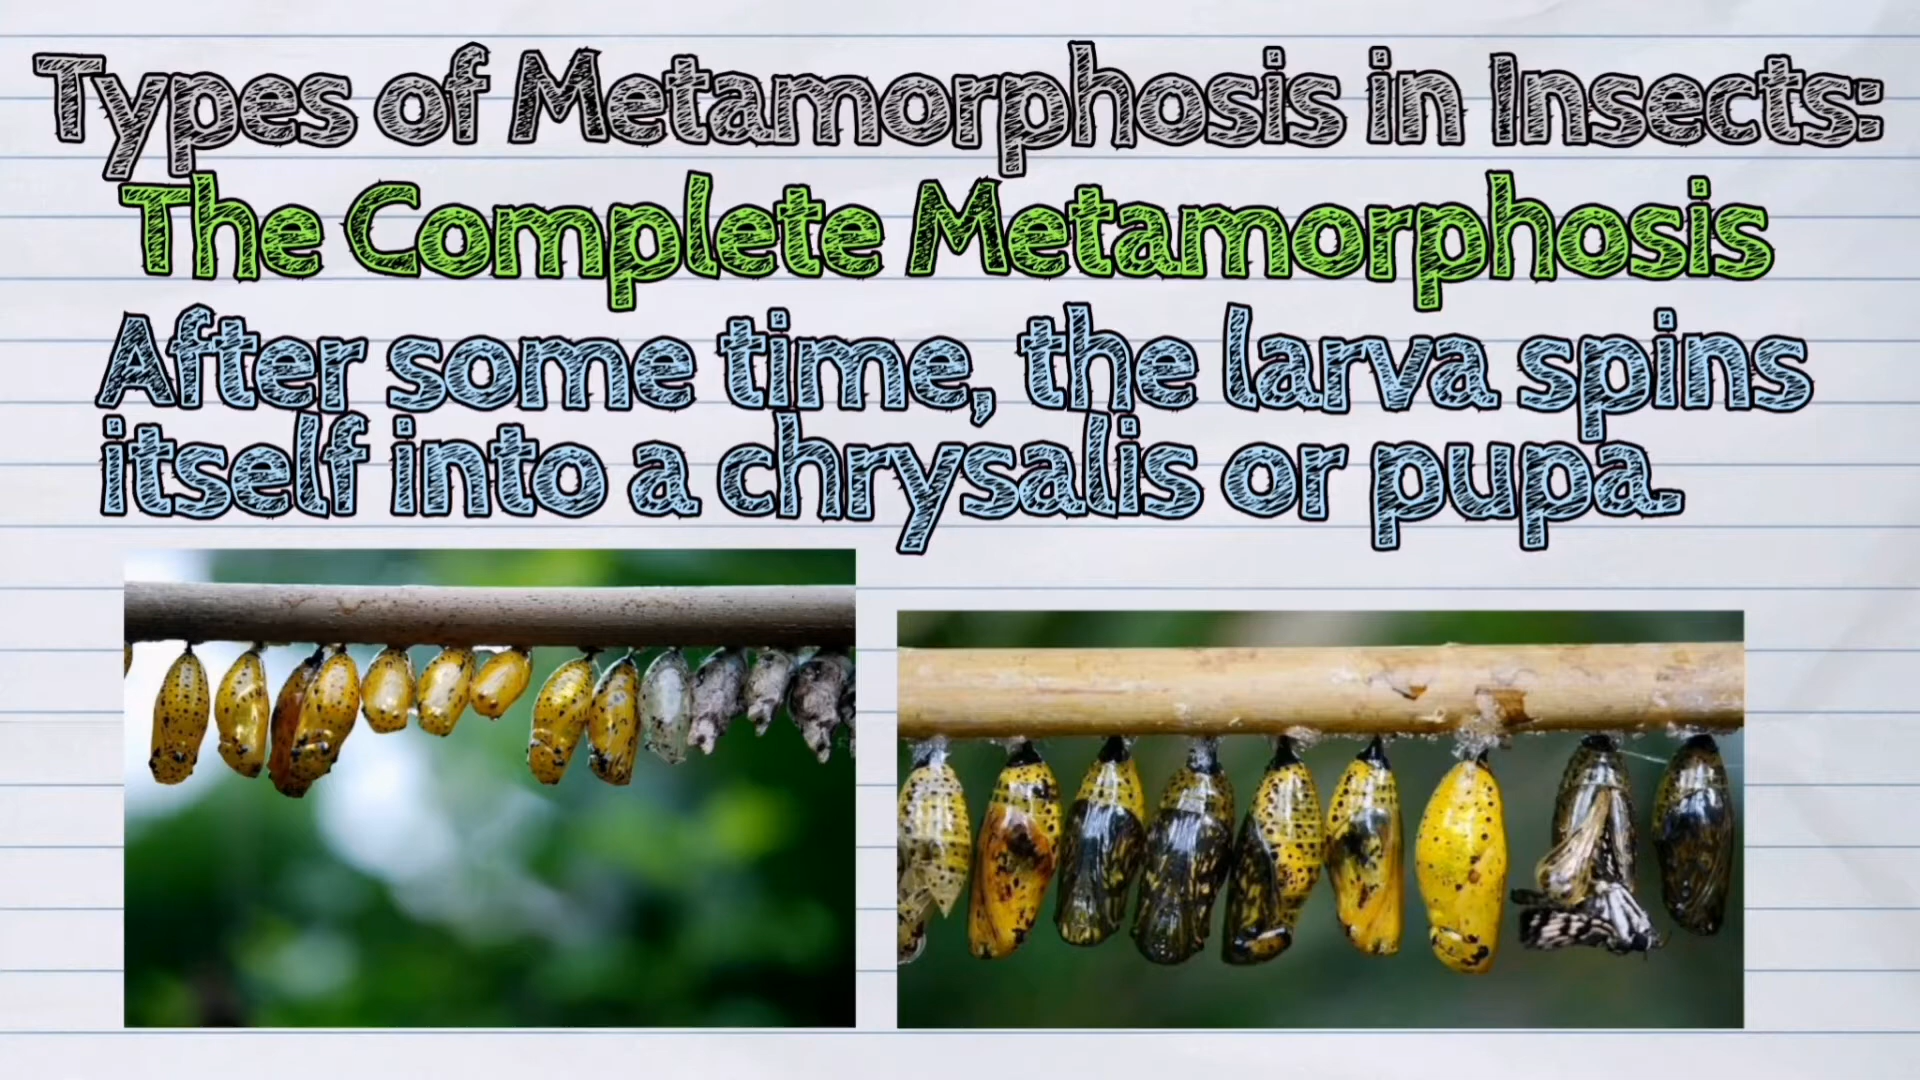 Types of Metamorphosis in Insects:
The Complete Metamorphosis
After some time, the larva spins
itself into a chrysalis or pupa.